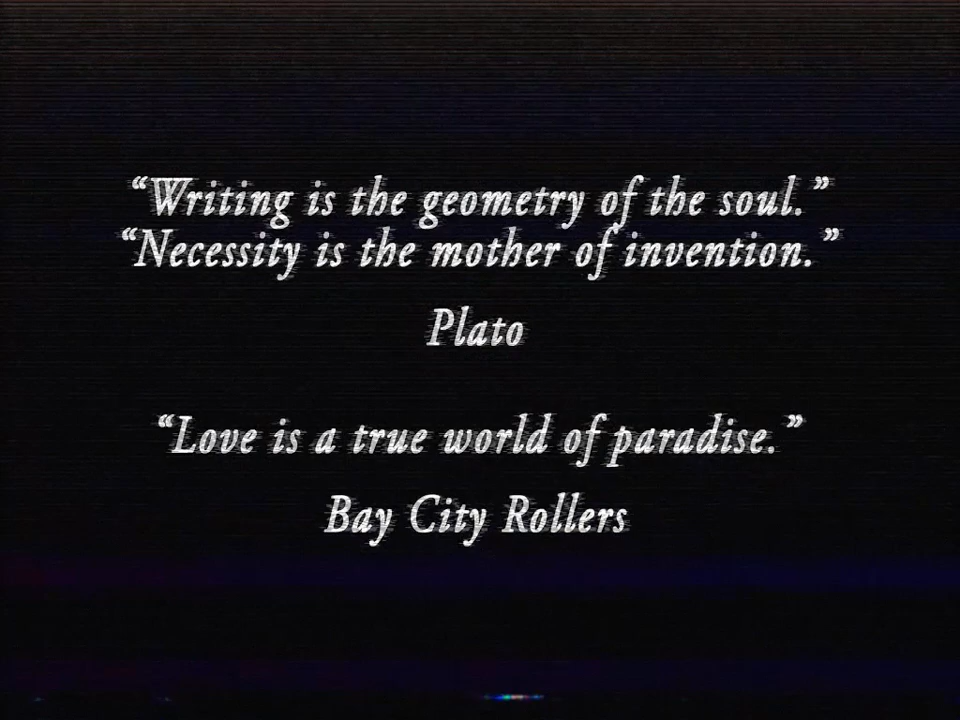 “Writing is the geometry of the soul.”
“Necessity is the mother of invention.”
Plato
“Love is a true world of paradise.”
Bay City Rollers